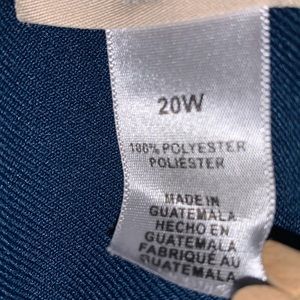 20W
100% POLYESTER
POLIESTER
MADE IN
GUATEMALA
HECHO EN
GUATEMALA
FABRIQUÉ AU
GUATEMALA